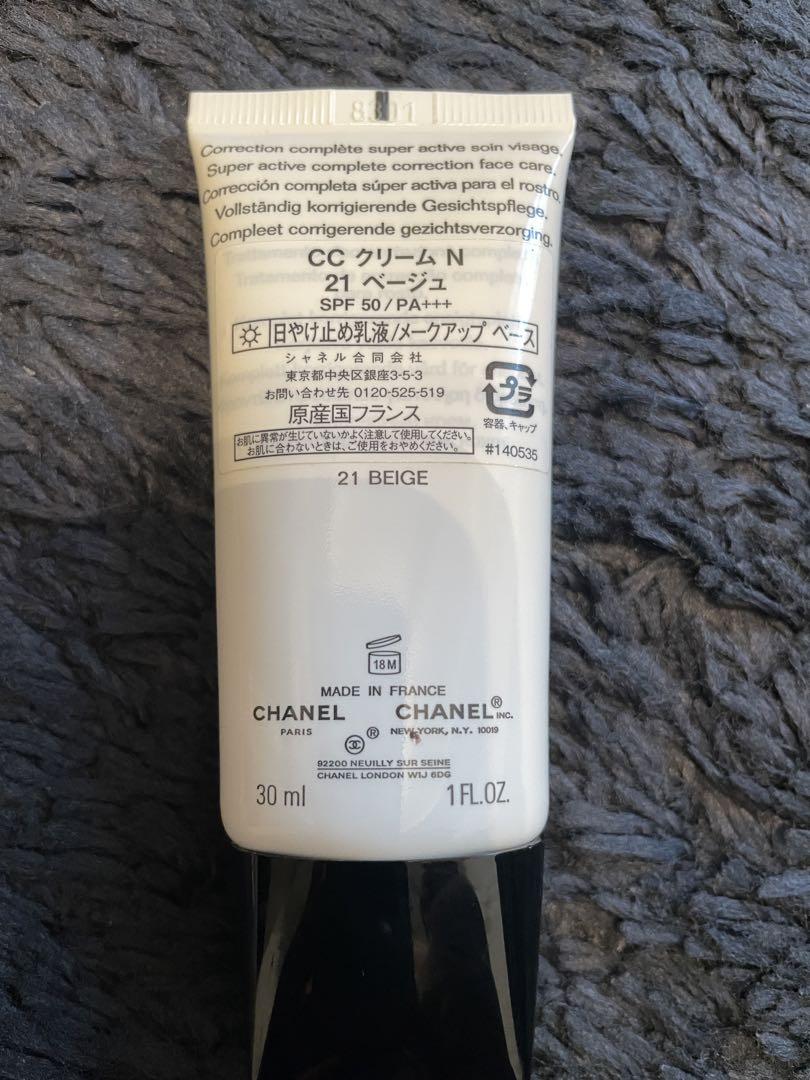 8301
Correction complète super active soin visage.
Super active complete correction face care.
Corrección completa súper activa para el rostro.
Vollständig korrigierende Gesichtspflege.
Compleet corrigerende gezichtsverzorging.
CC クリーム N
21 ベージュ
SPF 50/PA+++
日やけ止め乳液/メークアップ ベース
シャネル合同会社
東京都中央区銀座3-5-3
お問い合わせ先 0120-525-519
原産国フランス
お肌に異常が生じていないかよく注意して使用してください。
お肌に合わないときは、ご使用をおやめください。
プラ
容器、キャップ
#140535
21 BEIGE
18M
MADE IN FRANCE
CHANEL
PARIS
CHANEL® INC.
NEW-YORK, N.Y. 10019
®
92200 NEUILLY SUR SEINE
CHANEL LONDON W1J 6DG
30 ml
1 FL.OZ.